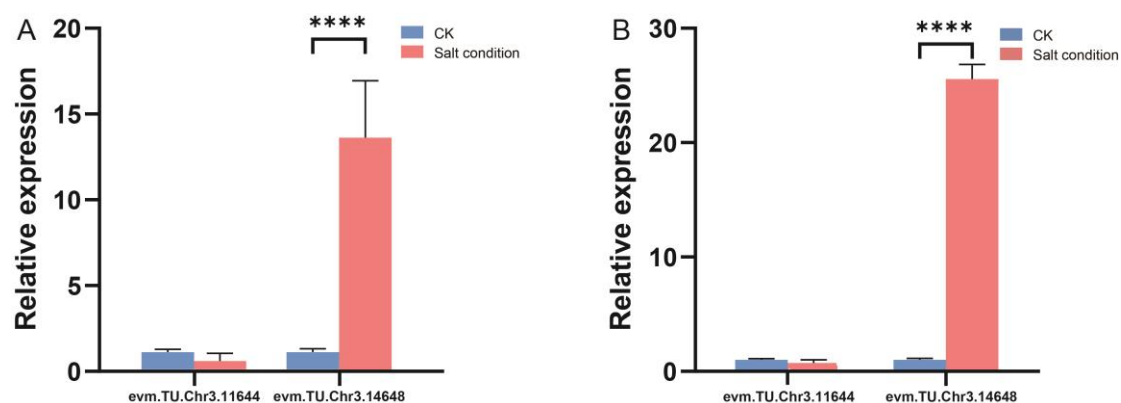 A
Relative expression
20
15
10
5
0
****
CK
Salt condition
evm.TU.Chr3.11644
evm.TU.Chr3.14648
B
Relative expression
30
20
10
0
****
CK
Salt condition
evm.TU.Chr3.11644
evm.TU.Chr3.14648